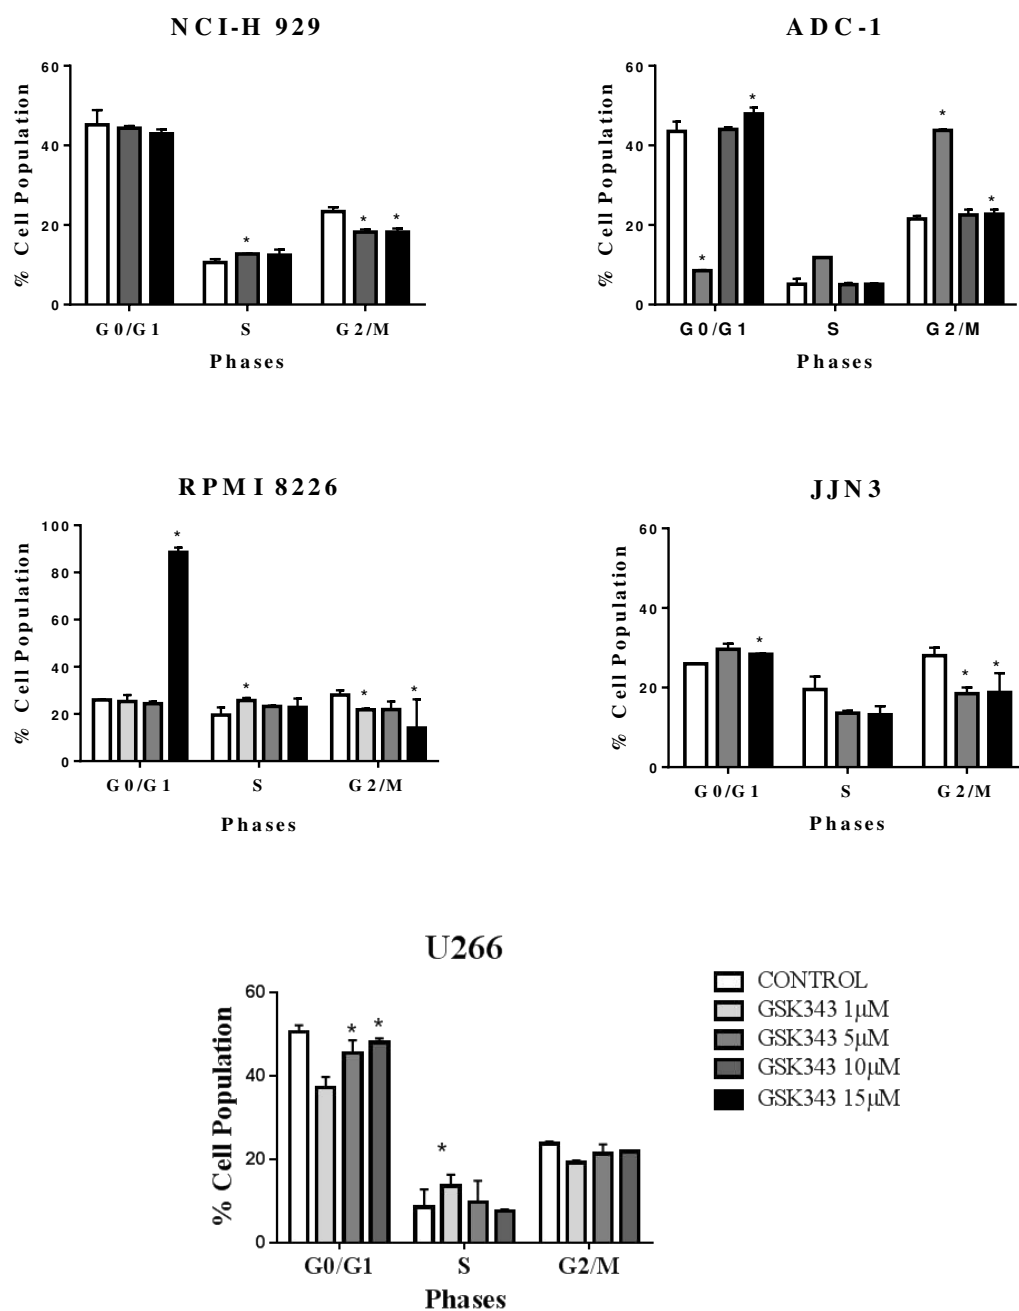 NCI-H 929
60
40
20
0
% Cell Population
*
*
*
G0/G1 S G2/M
Phases
ADC-1
60
40
20
0
% Cell Population
*
*
*
*
G0/G1 S G2/M
Phases
RPMI 8226
100
80
60
40
20
0
% Cell Population
*
*
*
*
G0/G1 S G2/M
Phases
JJN3
60
40
20
0
% Cell Population
*
*
*
G0/G1 S G2/M
Phases
U266
60
40
20
0
% Cell Population
*
*
*
G0/G1 S G2/M
Phases
CONTROL
GSK343 1µM
GSK343 5µM
GSK343 10µM
GSK343 15µM